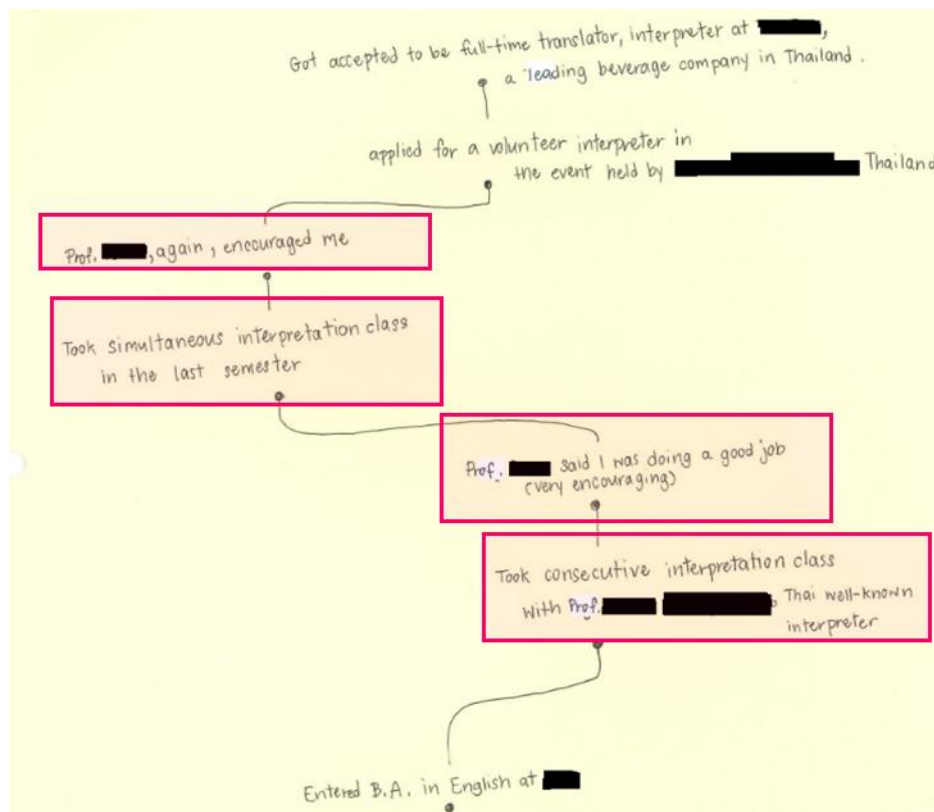 Got accepted to be full-time translator, interpreter at ,
a leading beverage company in Thailand.
applied for a volunteer interpreter in
the event held by Thailand
Prof. , again, encouraged me
Took simultaneous interpretation class
in the last semester
Prof. said I was doing a good job
(very encouraging)
Took consecutive interpretation class
with Prof. , Thai well-known
interpreter
Entered B.A. in English at